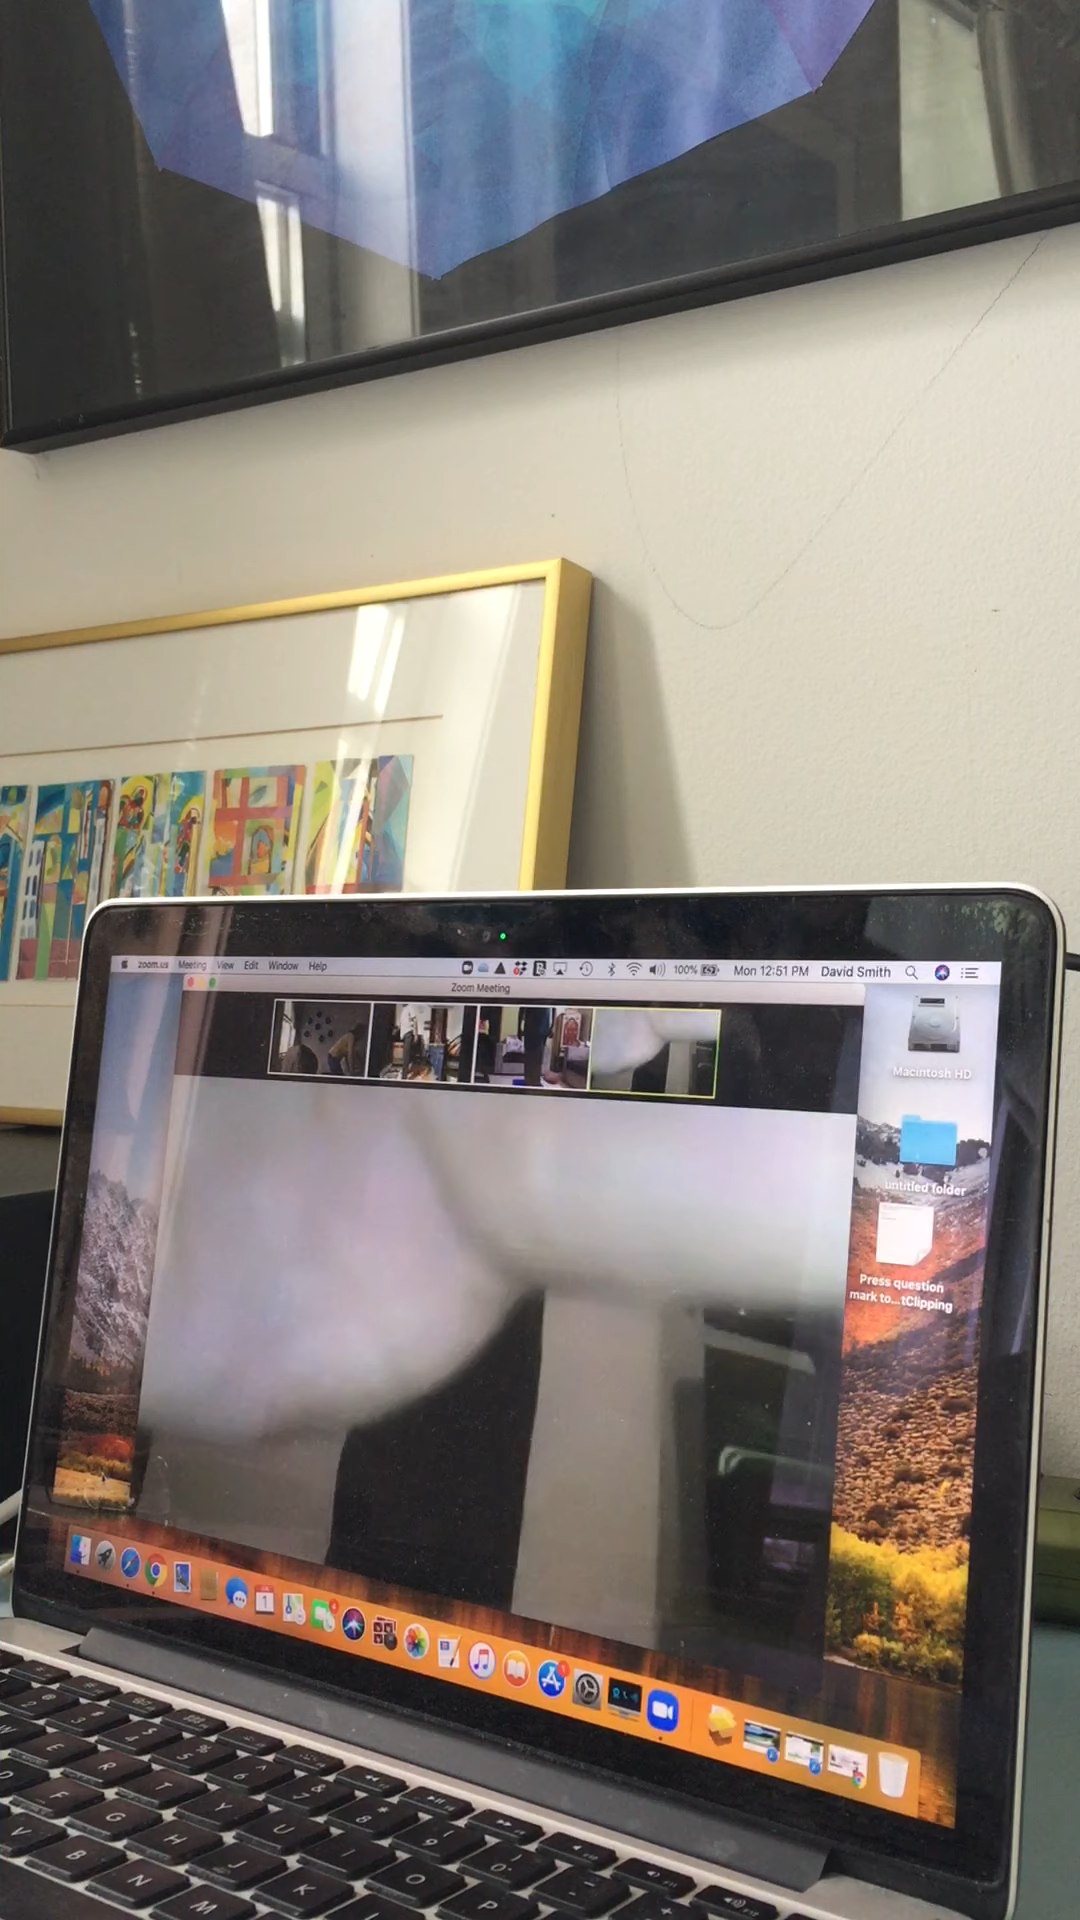 zoom.us Meeting View Edit Window Help 100% Mon 12:51 PM David Smith
Zoom Meeting
Macintosh HD
untitled folder
Press question
mark to...tClipping
1
E R T Y U I O P
F G H J K
V B N M